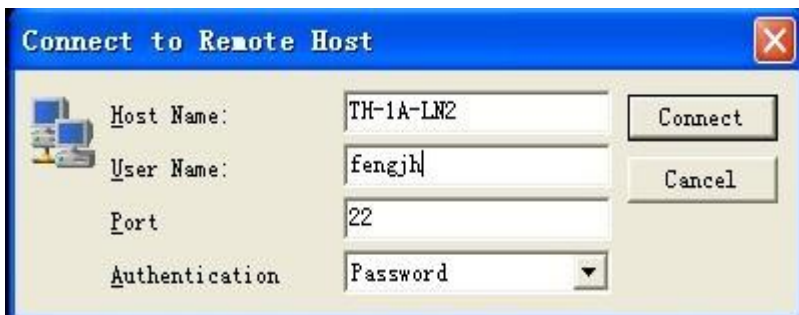 Connect to Remote Host
Host Name: TH-1A-LN2 Connect
User Name: fengjh Cancel
Port 22
Authentication Password